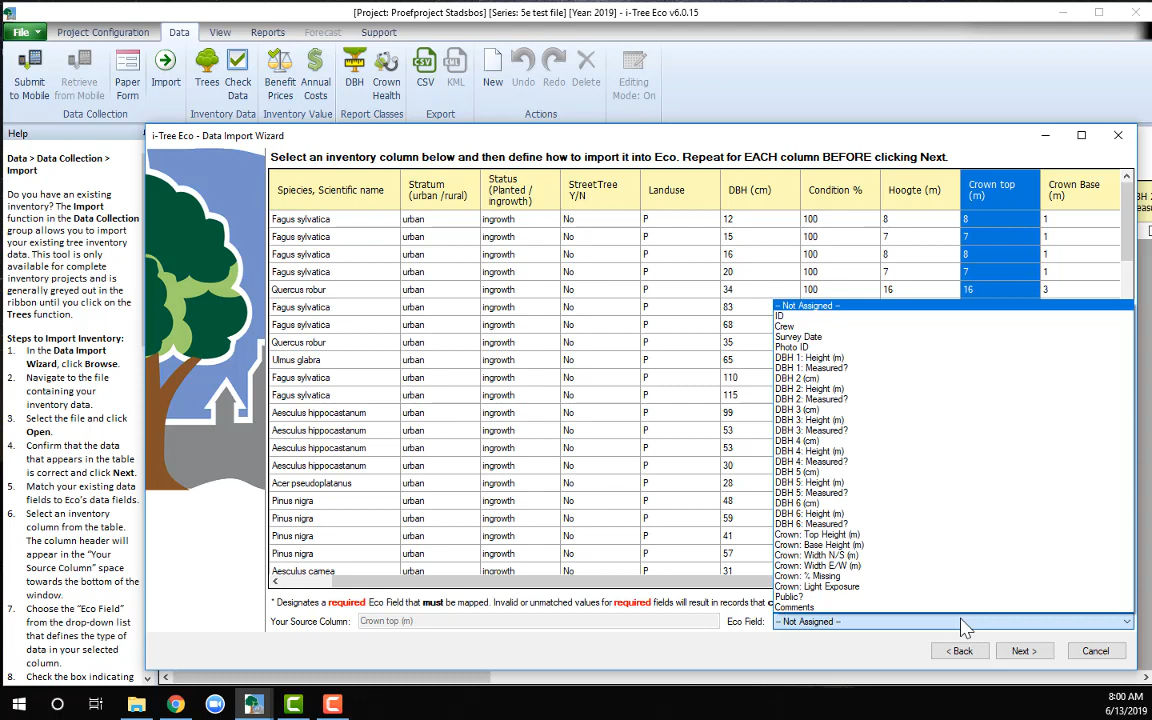 [Project: Proefproject Stadsbos] [Series: 5e test file] [Year: 2019] - i-Tree Eco v6.0.15
File Project Configuration Data View Reports Forecast Support
Submit to Mobile
Retrieve from Mobile
Paper Form
Import
Trees
Check Data
Benefit Prices
Annual Costs
DBH
Crown Health
CSV
KML
New
Undo
Redo
Delete
Editing Mode: On
Data Collection Inventory Data Inventory Value Report Classes Export Actions
Help
Data > Data Collection >
Import
Do you have an existing
inventory? The Import
function in the Data Collection
group allows you to import
your existing tree inventory
data. This tool is only
available for complete
inventory projects and is
generally greyed out in the
ribbon until you click on the
Trees function.
Steps to Import Inventory:
1. In the Data Import
Wizard, click Browse.
2. Navigate to the file
containing your
inventory data.
3. Select the file and click
Open.
4. Confirm that the data
that appears in the table
is correct and click Next.
5. Match your existing data
fields to Eco's data fields.
6. Select an inventory
column from the table.
The column header will
appear in the "Your
Source Column" space
towards the bottom of the
window.
7. Choose the "Eco Field"
from the drop-down list
that defines the type of
data in your selected
column.
8. Check the box indicating
i-Tree Eco - Data Import Wizard
Select an inventory column below and then define how to import it into Eco. Repeat for EACH column BEFORE clicking Next.
Spiecies, Scientific name Stratum (urban /rural) Status (Planted / ingrowth) StreetTree Y/N Landuse DBH (cm) Condition % Hoogte (m) Crown top (m) Crown Base (m)
Fagus sylvatica urban ingrowth No P 12 100 8 8 1
Fagus sylvatica urban ingrowth No P 15 100 7 7 1
Fagus sylvatica urban ingrowth No P 16 100 8 8 1
Fagus sylvatica urban ingrowth No P 20 100 7 7 1
Quercus robur urban ingrowth No P 34 100 16 16 3
Fagus sylvatica urban ingrowth No P 83
Fagus sylvatica urban ingrowth No P 68
Quercus robur urban ingrowth No P 35
Ulmus glabra urban ingrowth No P 65
Fagus sylvatica urban ingrowth No P 110
Fagus sylvatica urban ingrowth No P 115
Aesculus hippocastanum urban ingrowth No P 99
Aesculus hippocastanum urban ingrowth No P 53
Aesculus hippocastanum urban ingrowth No P 53
Aesculus hippocastanum urban ingrowth No P 30
Acer pseudoplatanus urban ingrowth No P 28
Pinus nigra urban ingrowth No P 48
Pinus nigra urban ingrowth No P 59
Pinus nigra urban ingrowth No P 41
Pinus nigra urban ingrowth No P 57
Aesculus carnea urban ingrowth No P 31
-- Not Assigned --
ID
Crew
Survey Date
Photo ID
DBH 1: Height (m)
DBH 1: Measured?
DBH 2 (cm)
DBH 2: Height (m)
DBH 2: Measured?
DBH 3 (cm)
DBH 3: Height (m)
DBH 3: Measured?
DBH 4 (cm)
DBH 4: Height (m)
DBH 4: Measured?
DBH 5 (cm)
DBH 5: Height (m)
DBH 5: Measured?
DBH 6 (cm)
DBH 6: Height (m)
DBH 6: Measured?
Crown: Top Height (m)
Crown: Base Height (m)
Crown: Width N/S (m)
Crown: Width E/W (m)
Crown: % Missing
Crown: Light Exposure
Public?
Comments
* Designates a required Eco Field that must be mapped. Invalid or unmatched values for required fields will result in records that
Your Source Column: Crown top (m) Eco Field: -- Not Assigned --
< Back Next > Cancel
8:00 AM
6/13/2019